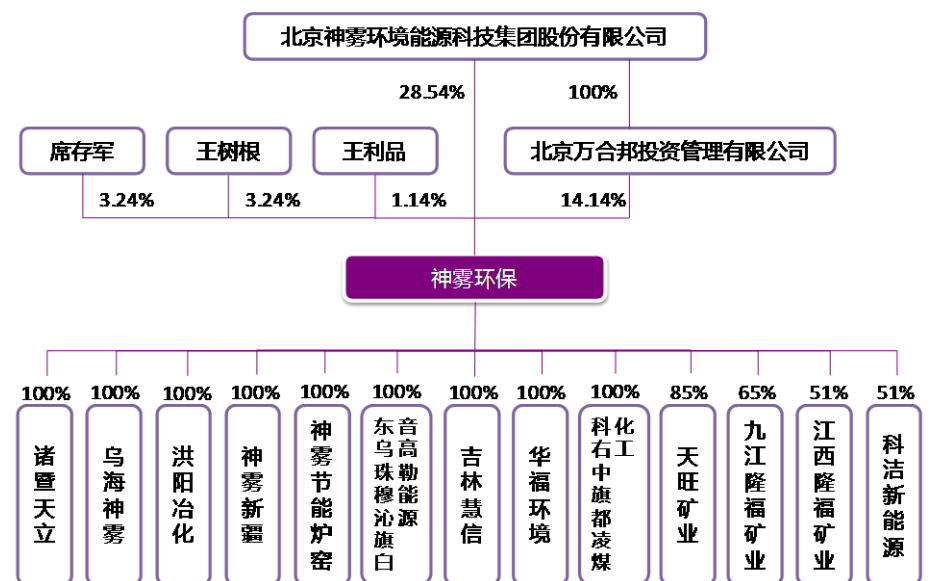 北京神雾环境能源科技集团股份有限公司
28.54%
100%
席存军
王树根
王利品
北京万合邦投资管理有限公司
3.24%
3.24%
1.14%
14.14%
神雾环保
100%
100%
100%
100%
100%
100%
100%
100%
100%
85%
65%
51%
51%
诸暨天立
乌海神雾
洪阳冶化
神雾新疆
神雾节能炉窑
东乌珠穆沁旗白
音高勒能源
吉林慧信
华福环境
科右中旗都凌煤
化工
天旺矿业
九江隆福矿业
江西隆福矿业
科洁新能源